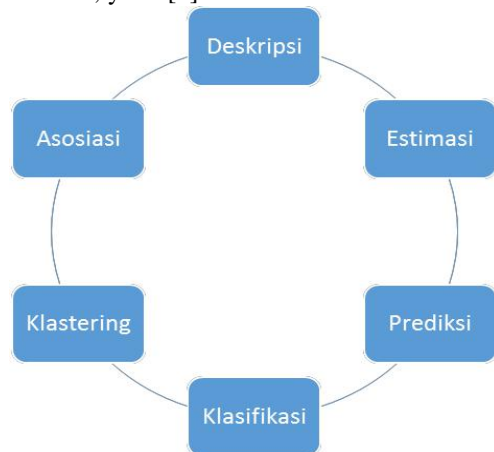 Deskripsi
Estimasi
Prediksi
Klasifikasi
Klastering
Asosiasi